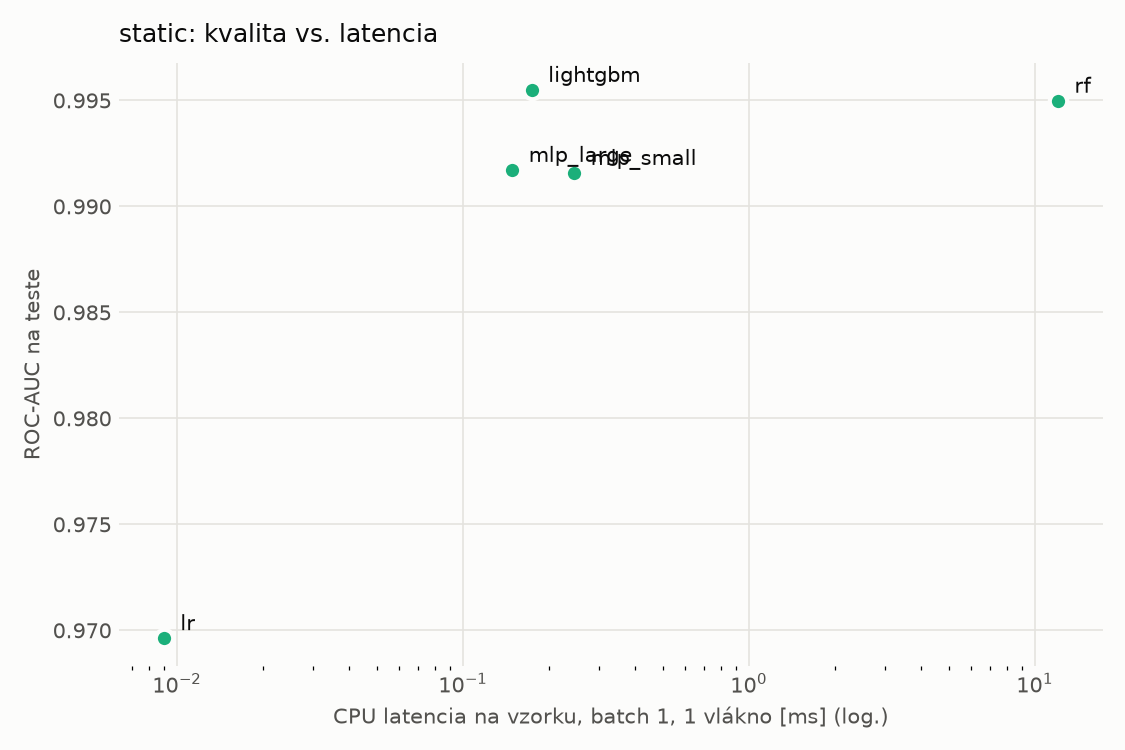 static: kvalita vs. latencia
lightgbm
rf
mlp_large
mlp_small
lr
0.995
0.990
0.985
0.980
0.975
0.970
ROC-AUC na teste
10⁻² 10⁻¹ 10⁰ 10¹
CPU latencia na vzorku, batch 1, 1 vlákno [ms] (log.)